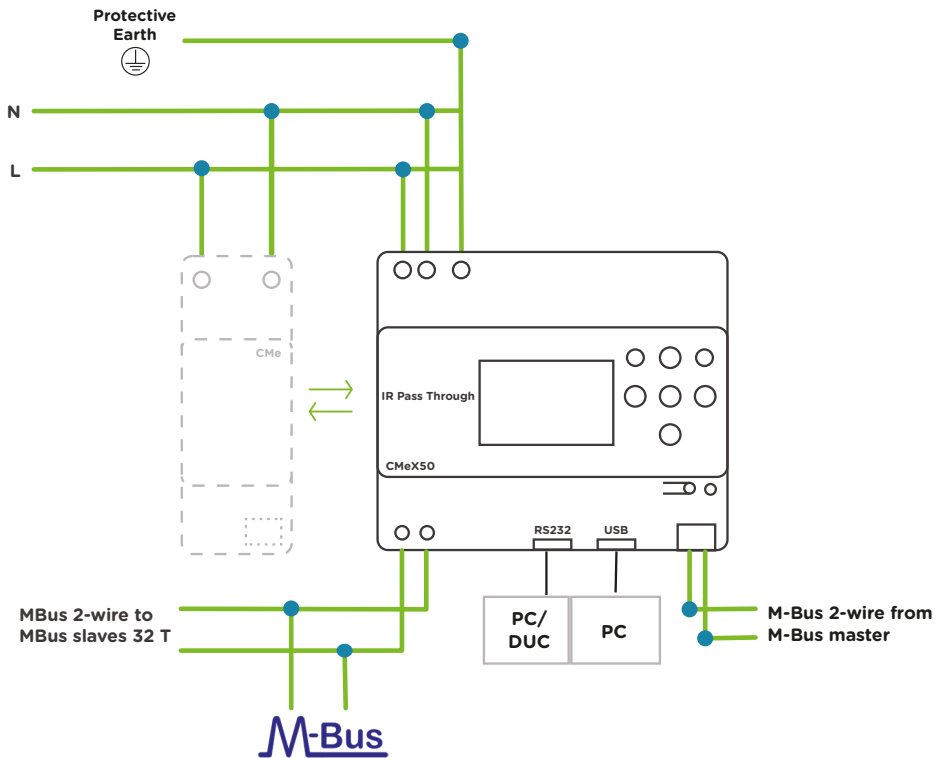 Protective
Earth
N
L
CMe
IR Pass Through
CMeX50
RS232
USB
MBus 2-wire to
MBus slaves 32 T
PC/
DUC
PC
M-Bus 2-wire from
M-Bus master
M-Bus